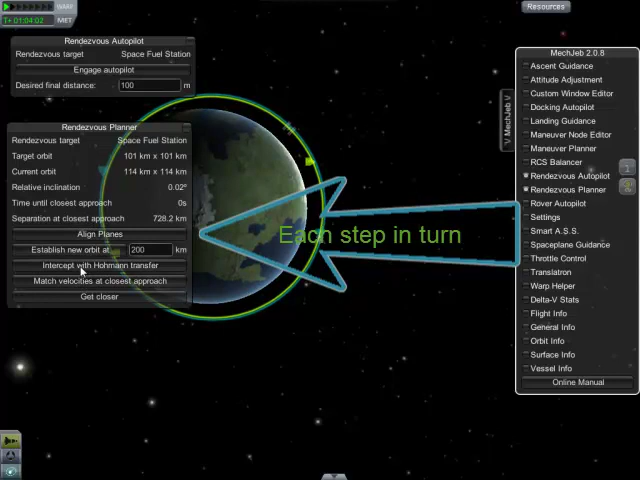 WARP
T+ 01:04:02 MET
Resources
Rendezvous Autopilot
Rendezvous target Space Fuel Station
Engage autopilot
Desired final distance: 100 m
Rendezvous Planner
Rendezvous target Space Fuel Station
Target orbit 101 km x 101 km
Current orbit 114 km x 114 km
Relative inclination 0.02°
Time until closest approach 0s
Separation at closest approach 728.2 km
Align Planes
Establish new orbit at 200 km
Intercept with Hohmann transfer
Match velocities at closest approach
Get closer
Each step in turn
V MechJeb V
MechJeb 2.0.8
Ascent Guidance
Attitude Adjustment
Custom Window Editor
Docking Autopilot
Landing Guidance
Maneuver Node Editor
Maneuver Planner
RCS Balancer
Rendezvous Autopilot
Rendezvous Planner
Rover Autopilot
Settings
Smart A.S.S.
Spaceplane Guidance
Throttle Control
Translatron
Warp Helper
Delta-V Stats
Flight Info
General Info
Orbit Info
Surface Info
Vessel Info
Online Manual